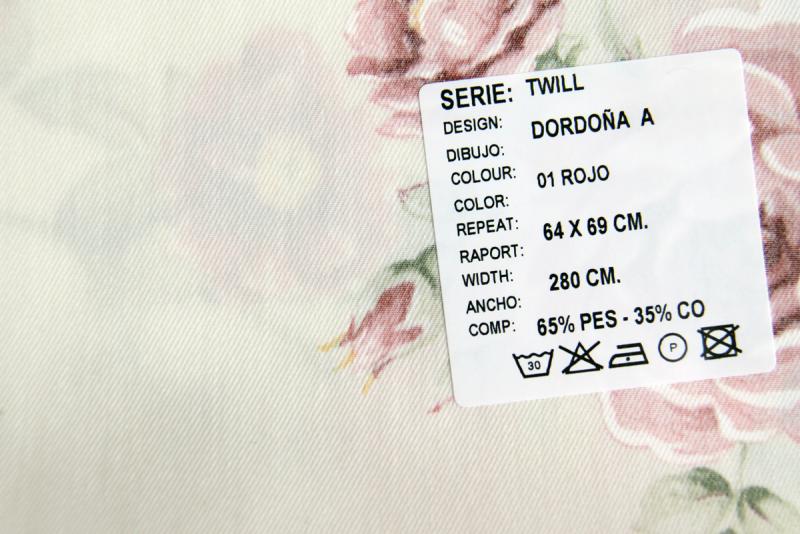 SERIE: TWILL
DESIGN: DORDOÑA A
DIBUJO:
COLOUR: 01 ROJO
COLOR:
REPEAT: 64 X 69 CM.
RAPORT:
WIDTH: 280 CM.
ANCHO:
COMP: 65% PES - 35% CO
30 P